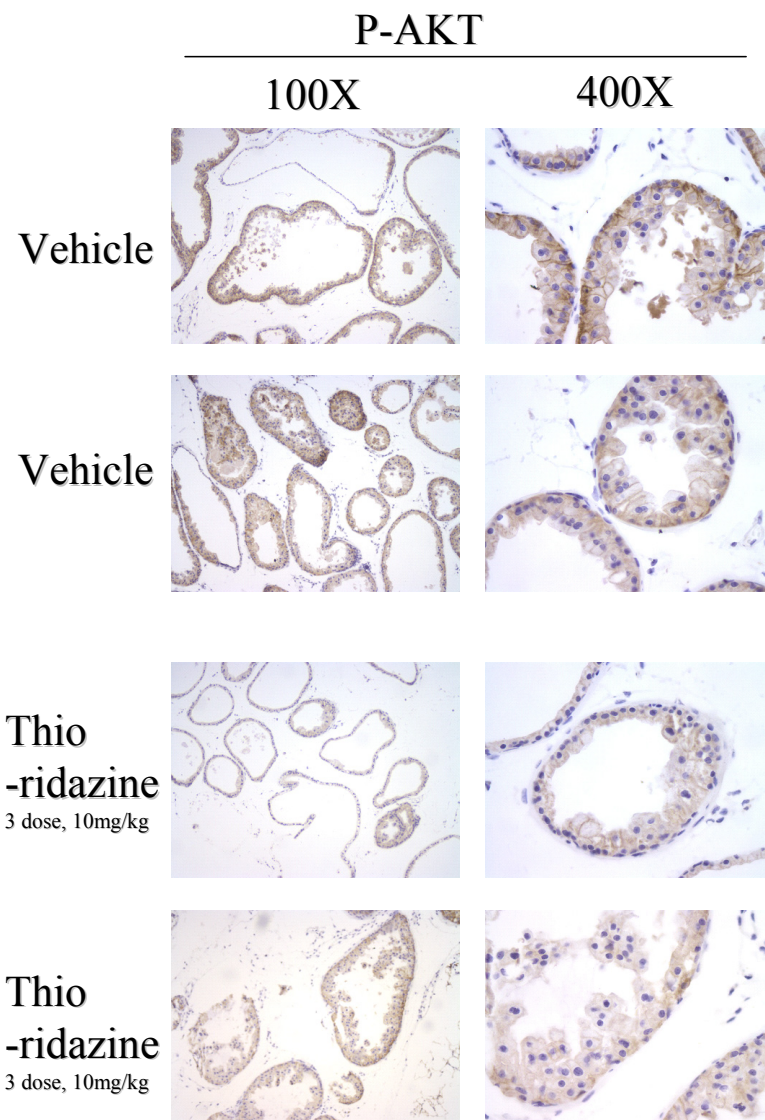 P-AKT
100X 400X
Vehicle
Vehicle
Thio
-ridazine
3 dose, 10mg/kg
Thio
-ridazine
3 dose, 10mg/kg